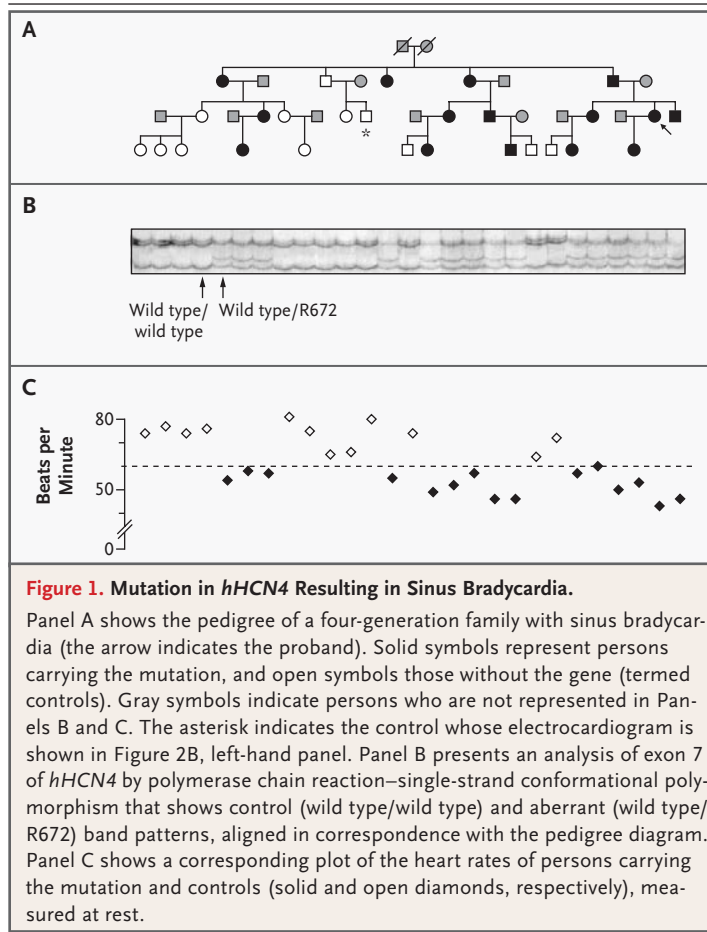 A
*
B
Wild type/ Wild type/R672
wild type
C
80
Beats per
Minute
50
0
Figure 1. Mutation in hHCN4 Resulting in Sinus Bradycardia.
Panel A shows the pedigree of a four-generation family with sinus bradycar-
dia (the arrow indicates the proband). Solid symbols represent persons
carrying the mutation, and open symbols those without the gene (termed
controls). Gray symbols indicate persons who are not represented in Pan-
els B and C. The asterisk indicates the control whose electrocardiogram is
shown in Figure 2B, left-hand panel. Panel B presents an analysis of exon 7
of hHCN4 by polymerase chain reaction–single-strand conformational poly-
morphism that shows control (wild type/wild type) and aberrant (wild type/
R672) band patterns, aligned in correspondence with the pedigree diagram.
Panel C shows a corresponding plot of the heart rates of persons carrying
the mutation and controls (solid and open diamonds, respectively), mea-
sured at rest.